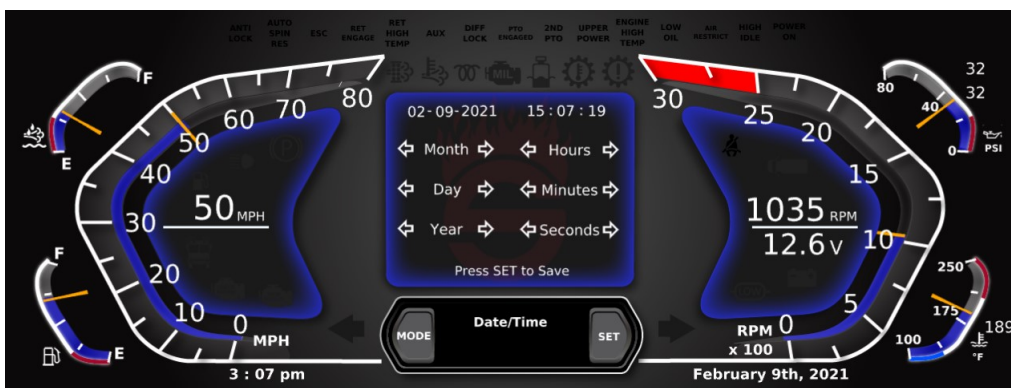 ANTI LOCK
AUTO SPIN RES
ESC
RET ENGAGE
RET HIGH TEMP
AUX
DIFF LOCK
PTO ENGAGED
2ND PTO
UPPER POWER
ENGINE HIGH TEMP
LOW OIL
AIR RESTRICT
HIGH IDLE
POWER ON
MIL
F
E
80
70
60
50
40
30
20
10
0
MPH
50 MPH
F
E
3 : 07 pm
02-09-2021 15:07:19
Month Hours
Day Minutes
Year Seconds
Press SET to Save
MODE
Date/Time
SET
30
25
20
15
10
5
0
RPM
x 100
1035 RPM
12.6 V
80
40
0
32
32
PSI
250
175
100
189
°F
February 9th, 2021